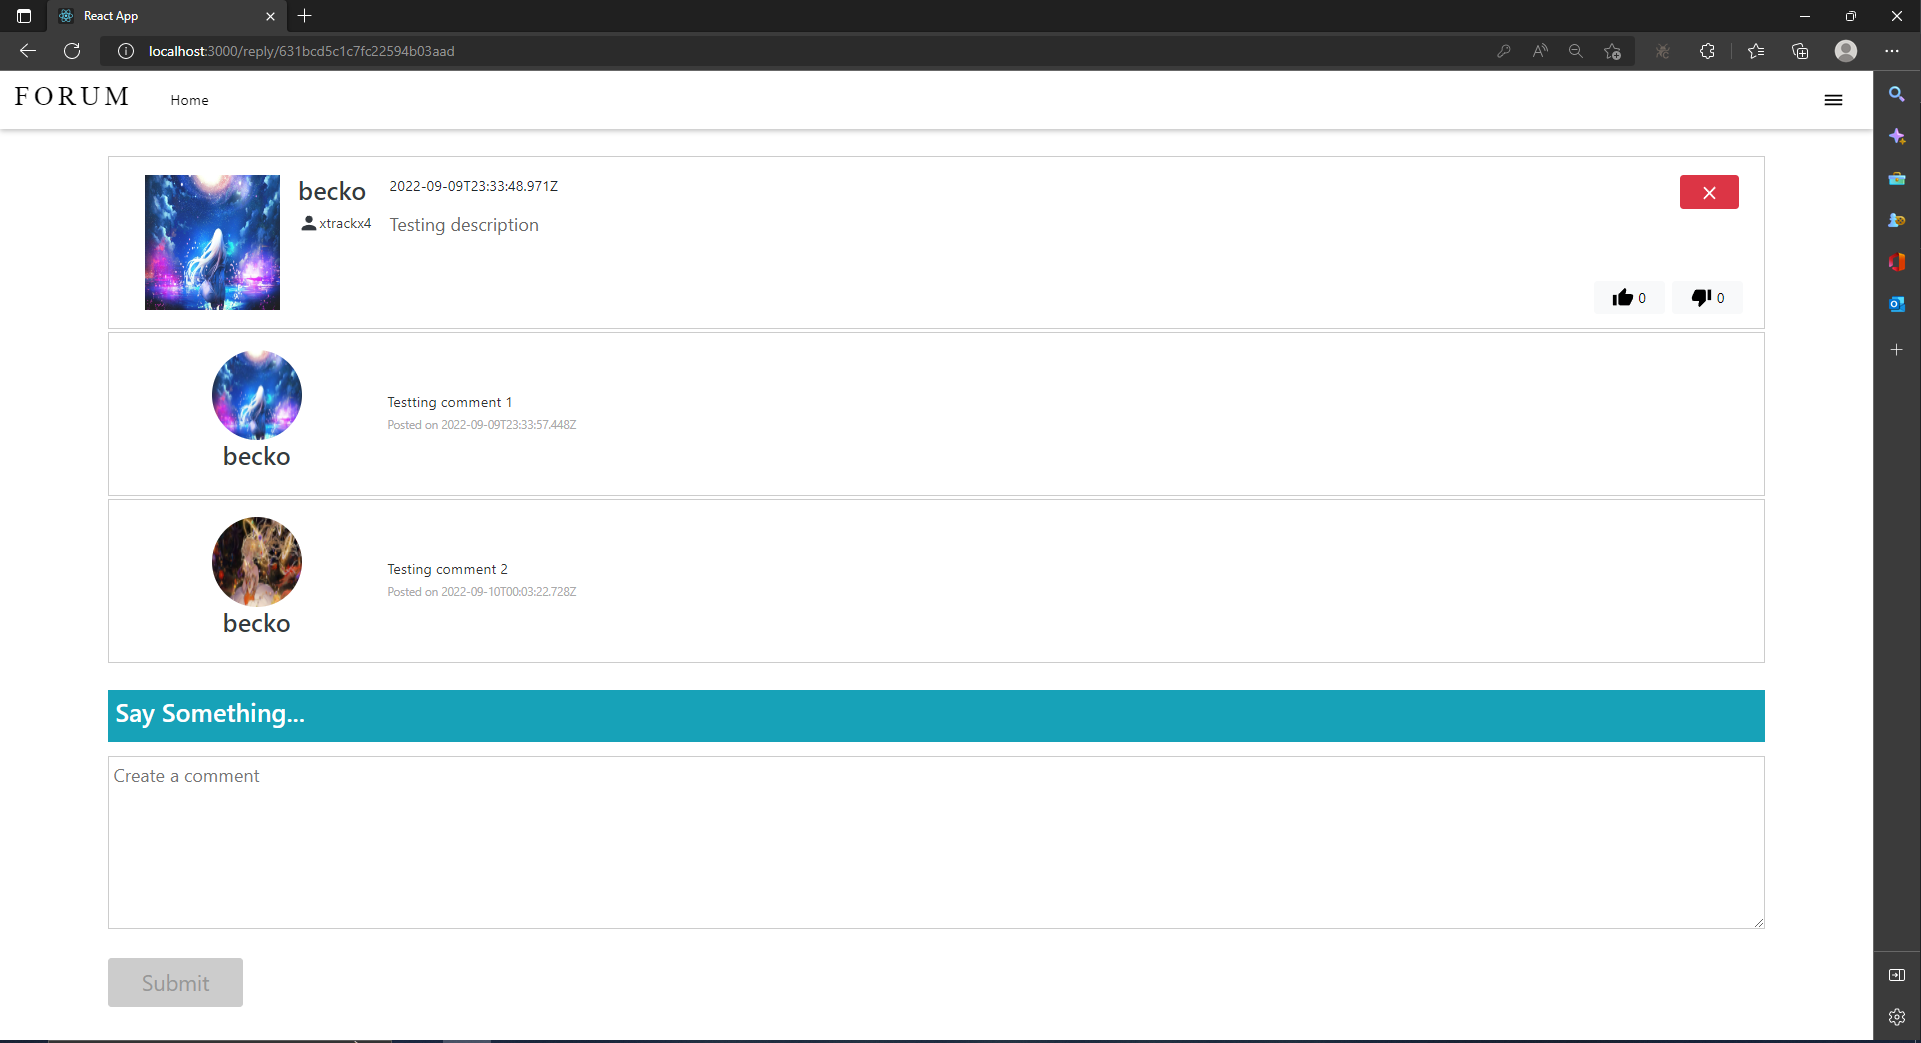 React App
localhost:3000/reply/631bcd5c1c7fc22594b03aad
FORUM
Home
becko
2022-09-09T23:33:48.971Z
xtrackx4
Testing description
0
0
Testting comment 1
Posted on 2022-09-09T23:33:57.448Z
becko
Testing comment 2
Posted on 2022-09-10T00:03:22.728Z
becko
Say Something...
Create a comment
Submit